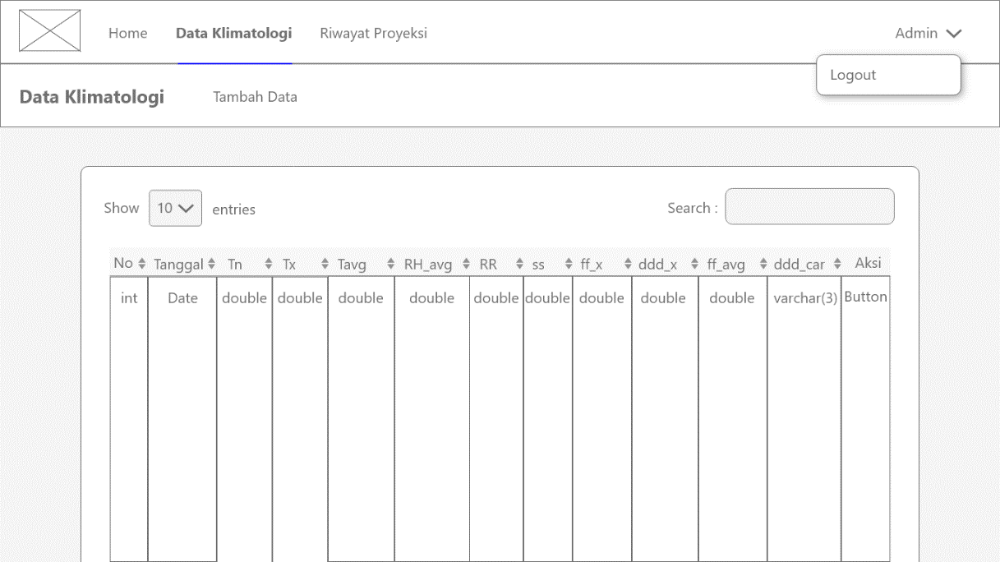 Home Data Klimatologi Riwayat Proyeksi Admin
Logout
Data Klimatologi Tambah Data
Show 10 entries Search :
No Tanggal Tn Tx Tavg RH_avg RR ss ff_x ddd_x ff_avg ddd_car Aksi
int Date double double double double double double double double double varchar(3) Button